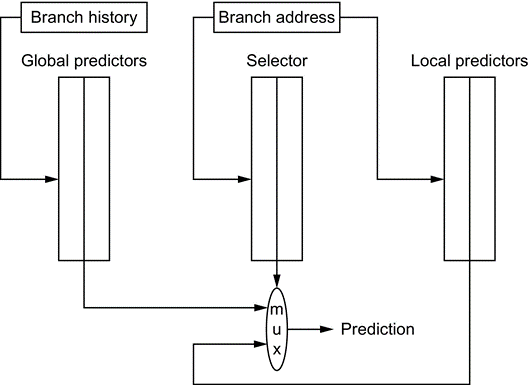 Branch history
Branch address
Global predictors
Selector
Local predictors
m
u
x
Prediction